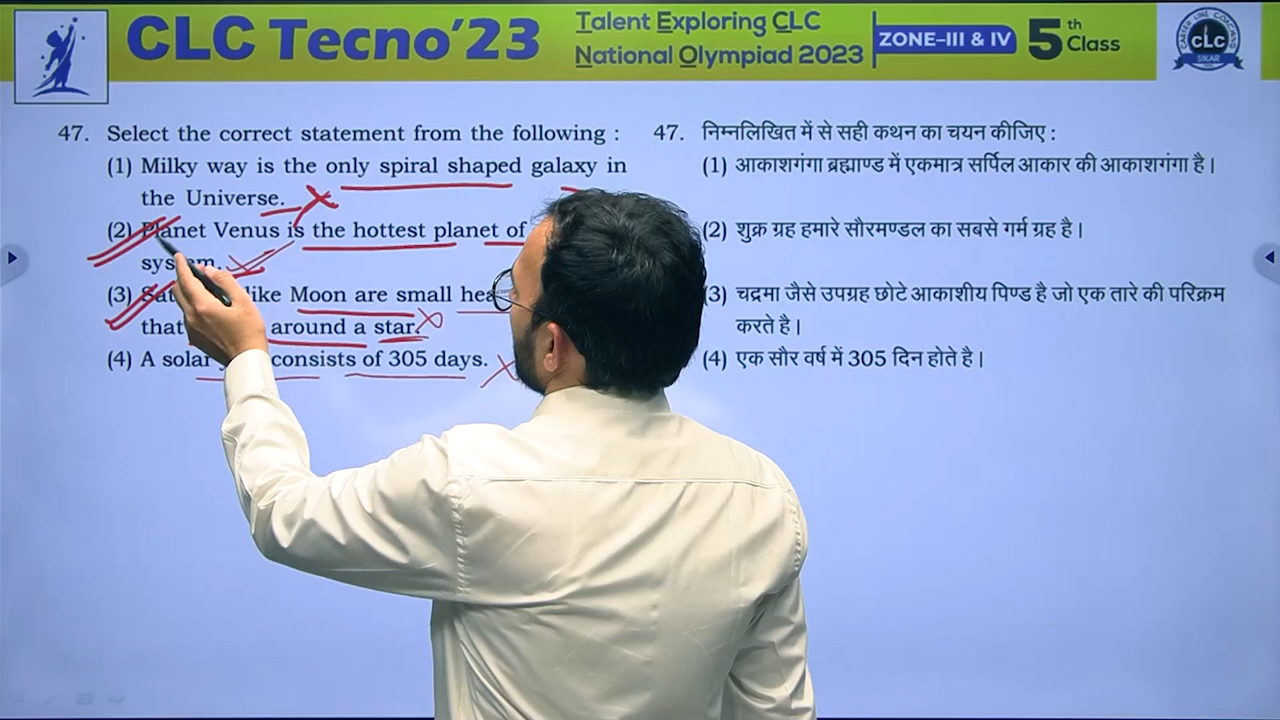 CLC Tecno'23
Talent Exploring CLC
National Olympiad 2023
ZONE–III & IV
5th Class
CAREER LINE COACHING
CLC
SIKAR
47. Select the correct statement from the following :
(1) Milky way is the only spiral shaped galaxy in
the Universe.
(2) Planet Venus is the hottest planet of
system.
(3) like Moon are small
that around a star.
(4) A solar consists of 305 days.
47. निम्नलिखित में से सही कथन का चयन कीजिए :
(1) आकाशगंगा ब्रह्माण्ड में एकमात्र सर्पिल आकार की आकाशगंगा है।
(2) शुक्र ग्रह हमारे सौरमण्डल का सबसे गर्म ग्रह है।
(3) चद्रमा जैसे उपग्रह छोटे आकाशीय पिण्ड है जो एक तारे की परिक्रम
करते है।
(4) एक सौर वर्ष में 305 दिन होते है।